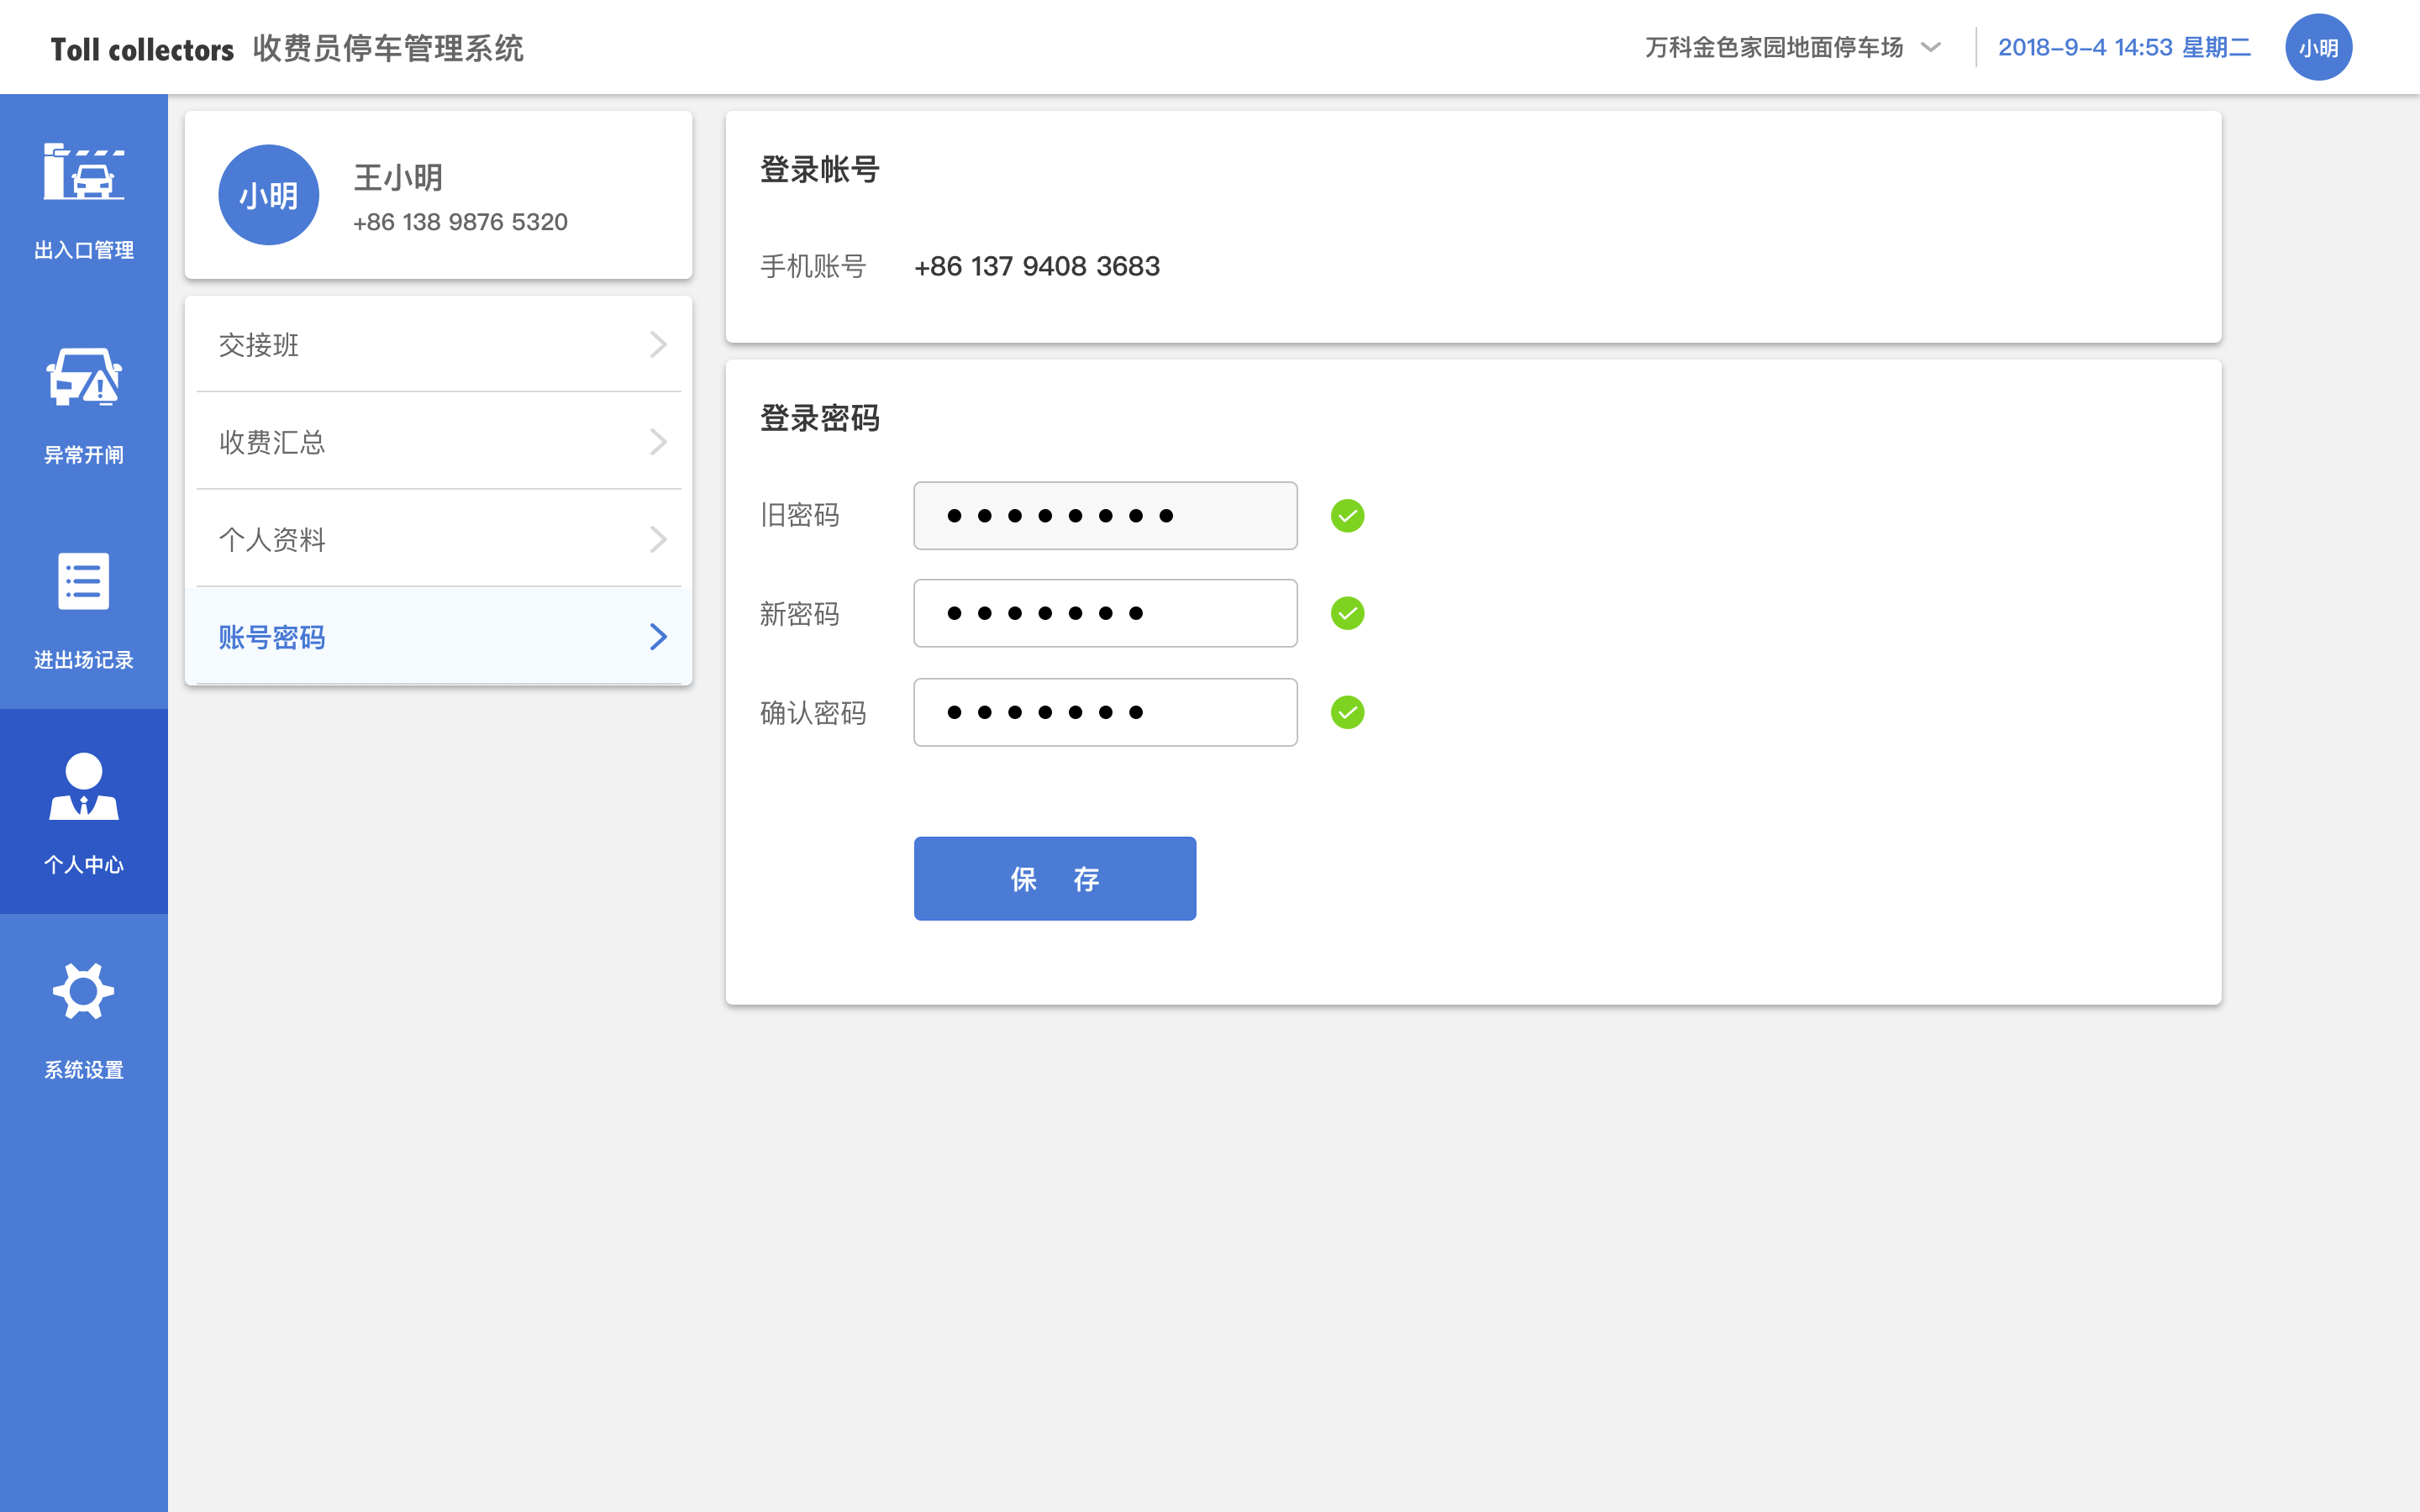 Toll collectors 收费员停车管理系统
万科金色家园地面停车场
2018-9-4 14:53 星期二
小明
出入口管理
异常开闸
进出场记录
个人中心
系统设置
小明
王小明
+86 138 9876 5320
交接班
收费汇总
个人资料
账号密码
登录帐号
手机账号 +86 137 9408 3683
登录密码
旧密码
新密码
确认密码
保 存